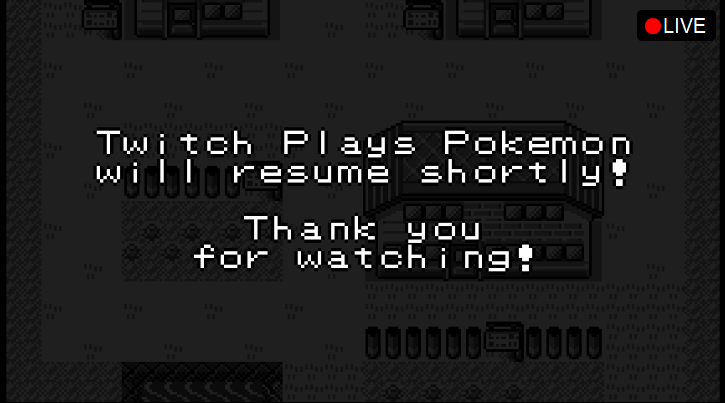 LIVE
Twitch Plays Pokemon
will resume shortly!
Thank you
for watching!